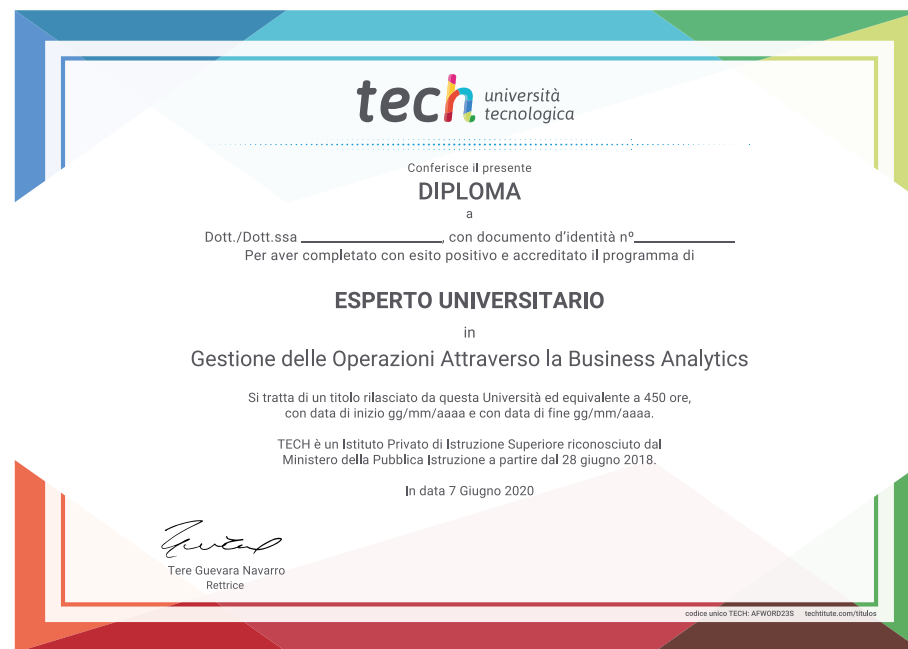 tech università
tecnologica
Conferisce il presente
DIPLOMA
a
Dott./Dott.ssa ______________, con documento d'identità nº__________
Per aver completato con esito positivo e accreditato il programma di
ESPERTO UNIVERSITARIO
in
Gestione delle Operazioni Attraverso la Business Analytics
Si tratta di un titolo rilasciato da questa Università ed equivalente a 450 ore,
con data di inizio gg/mm/aaaa e con data di fine gg/mm/aaaa.
TECH è un Istituto Privato di Istruzione Superiore riconosciuto dal
Ministero della Pubblica Istruzione a partire dal 28 giugno 2018.
In data 7 Giugno 2020
Tere Guevara Navarro
Rettrice
codice unico TECH: AFWORD23S techtitute.com/titulos